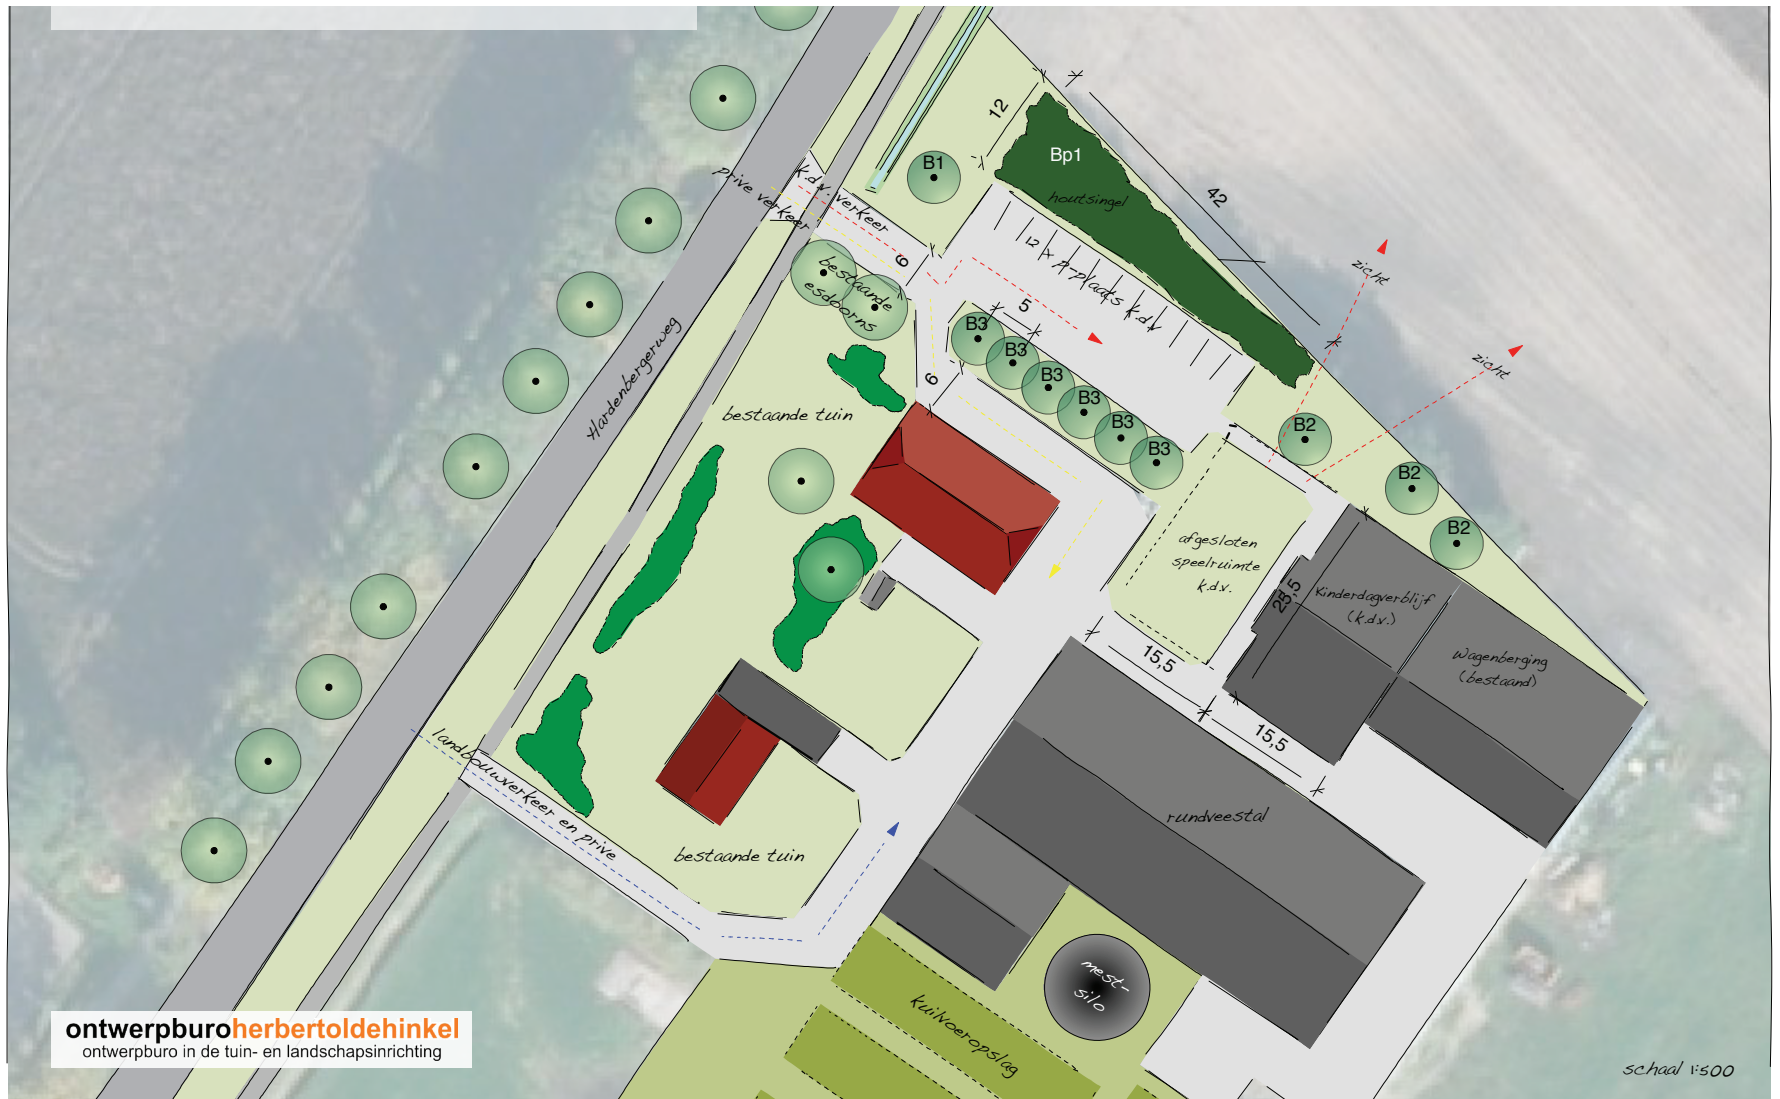 12
Bp1
houtsingel
42
B1
prive verkeer
k.d.v. verkeer
6
bestaande
esdoorns
12 x p-plaats k.d.v
zicht
zicht
5
B3
B3
B3
B3
B3
B3
6
Hardenbergerweg
bestaande tuin
B2
B2
B2
afgesloten
speelruimte
k.d.v.
25,5
Kinderdagverblijf
(k.d.v.)
Wagenberging
(bestaand)
15,5
15,5
landbouwverkeer en prive
rundveestal
bestaande tuin
mest-
silo
kuilvoeropslag
ontwerpburoherbertoldehinkel
ontwerpburo in de tuin- en landschapsinrichting
schaal 1:500